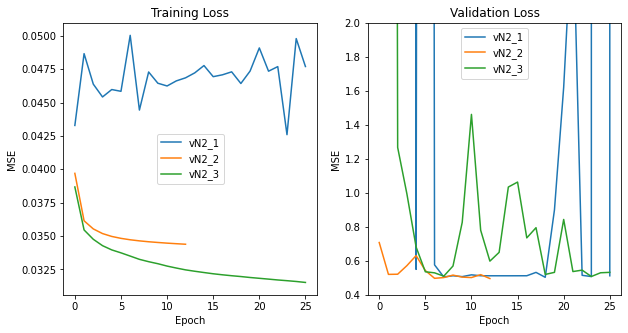 Training Loss
MSE
0.0500
0.0475
0.0450
0.0425
0.0400
0.0375
0.0350
0.0325
vN2_1
vN2_2
vN2_3
0 5 10 15 20 25
Epoch
Validation Loss
MSE
2.0
1.8
1.6
1.4
1.2
1.0
0.8
0.6
0.4
vN2_1
vN2_2
vN2_3
0 5 10 15 20 25
Epoch